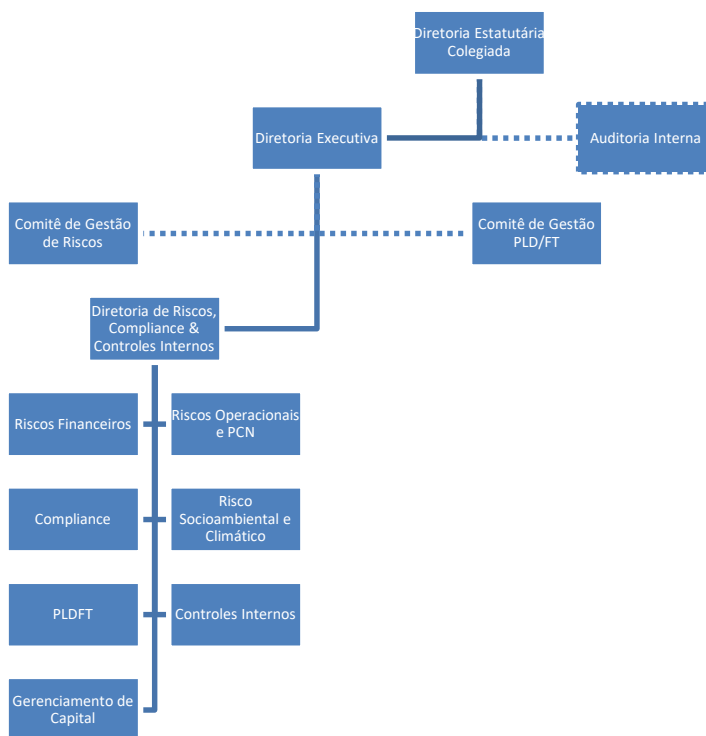 Diretoria Estatutária
Colegiada
Diretoria Executiva
Auditoria Interna
Comitê de Gestão
de Riscos
Comitê de Gestão
PLD/FT
Diretoria de Riscos,
Compliance &
Controles Internos
Riscos Financeiros
Riscos Operacionais
e PCN
Compliance
Risco
Socioambiental e
Climático
PLDFT
Controles Internos
Gerenciamento de
Capital